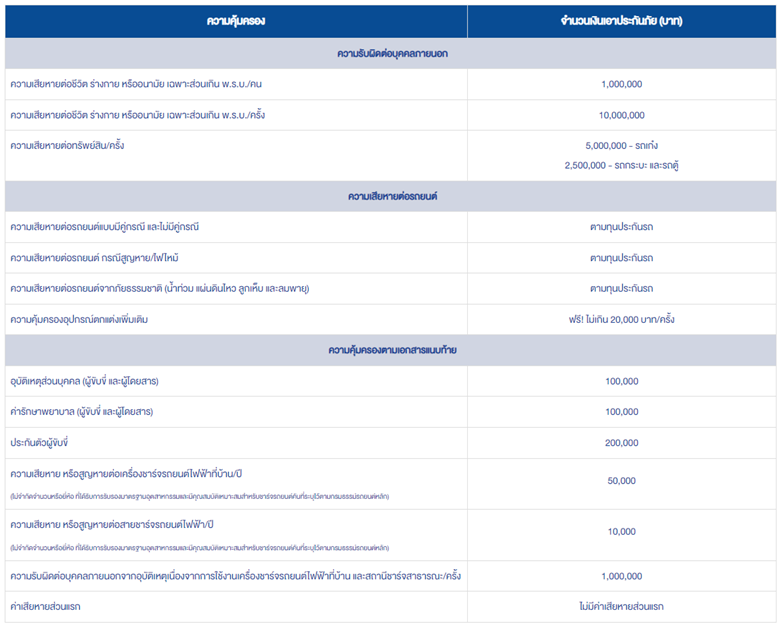 ความคุ้มครอง จำนวนเงินเอาประกันภัย (บาท)
ความรับผิดต่อบุคคลภายนอก
ความเสียหายต่อชีวิต ร่างกาย หรืออนามัย เฉพาะส่วนเกิน พ.ร.บ./คน 1,000,000
ความเสียหายต่อชีวิต ร่างกาย หรืออนามัย เฉพาะส่วนเกิน พ.ร.บ./ครั้ง 10,000,000
ความเสียหายต่อทรัพย์สิน/ครั้ง 5,000,000 - รถเก๋ง
2,500,000 - รถกระบะ และรถตู้
ความเสียหายต่อรถยนต์
ความเสียหายต่อรถยนต์แบบมีคู่กรณี และไม่มีคู่กรณี ตามทุนประกันรถ
ความเสียหายต่อรถยนต์ กรณีสูญหาย/ไฟไหม้ ตามทุนประกันรถ
ความเสียหายต่อรถยนต์จากภัยธรรมชาติ (น้ำท่วม แผ่นดินไหว ลูกเห็บ และลมพายุ) ตามทุนประกันรถ
ความคุ้มครองอุปกรณ์ตกแต่งเพิ่มเติม ฟรี! ไม่เกิน 20,000 บาท/ครั้ง
ความคุ้มครองตามเอกสารแนบท้าย
อุบัติเหตุส่วนบุคคล (ผู้ขับขี่ และผู้โดยสาร) 100,000
ค่ารักษาพยาบาล (ผู้ขับขี่ และผู้โดยสาร) 100,000
ประกันตัวผู้ขับขี่ 200,000
ความเสียหาย หรือสูญหายต่อเครื่องชาร์จรถยนต์ไฟฟ้าที่บ้าน/ปี 50,000
(ไม่จำกัดจำนวนหรือยี่ห้อ ที่ได้รับการรับรองมาตรฐานอุตสาหกรรมและมีคุณสมบัติเหมาะสมสำหรับชาร์จรถยนต์คันที่ระบุไว้ตามกรมธรรม์รถยนต์หลัก)
ความเสียหาย หรือสูญหายต่อสายชาร์จรถยนต์ไฟฟ้า/ปี 10,000
(ไม่จำกัดจำนวนหรือยี่ห้อ ที่ได้รับการรับรองมาตรฐานอุตสาหกรรมและมีคุณสมบัติเหมาะสมสำหรับชาร์จรถยนต์คันที่ระบุไว้ตามกรมธรรม์รถยนต์หลัก)
ความรับผิดต่อบุคคลภายนอกจากอุบัติเหตุเนื่องจากการใช้งานเครื่องชาร์จรถยนต์ไฟฟ้าที่บ้าน และสถานีชาร์จสาธารณะ/ครั้ง 1,000,000
ค่าเสียหายส่วนแรก ไม่มีค่าเสียหายส่วนแรก